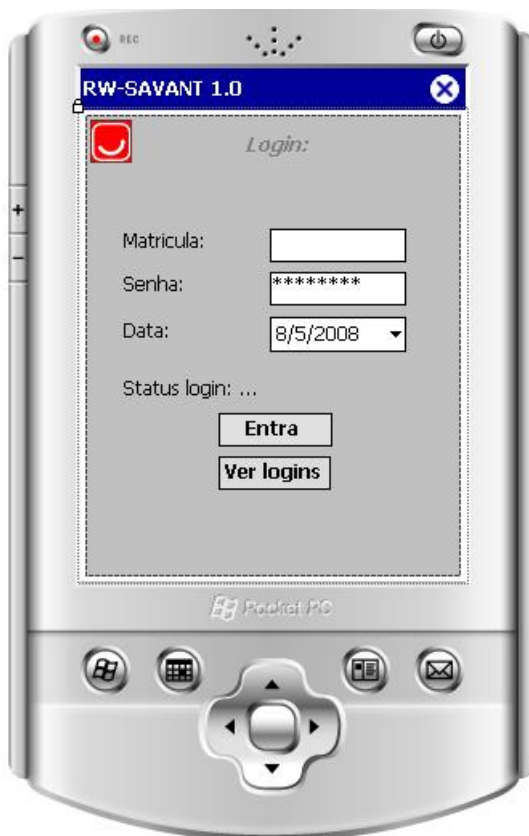 REC
RW-SAVANT 1.0
Login:
Matricula:
Senha: ********
Data: 8/5/2008
Status login: ...
Entra
Ver logins
Pocket PC
+
-